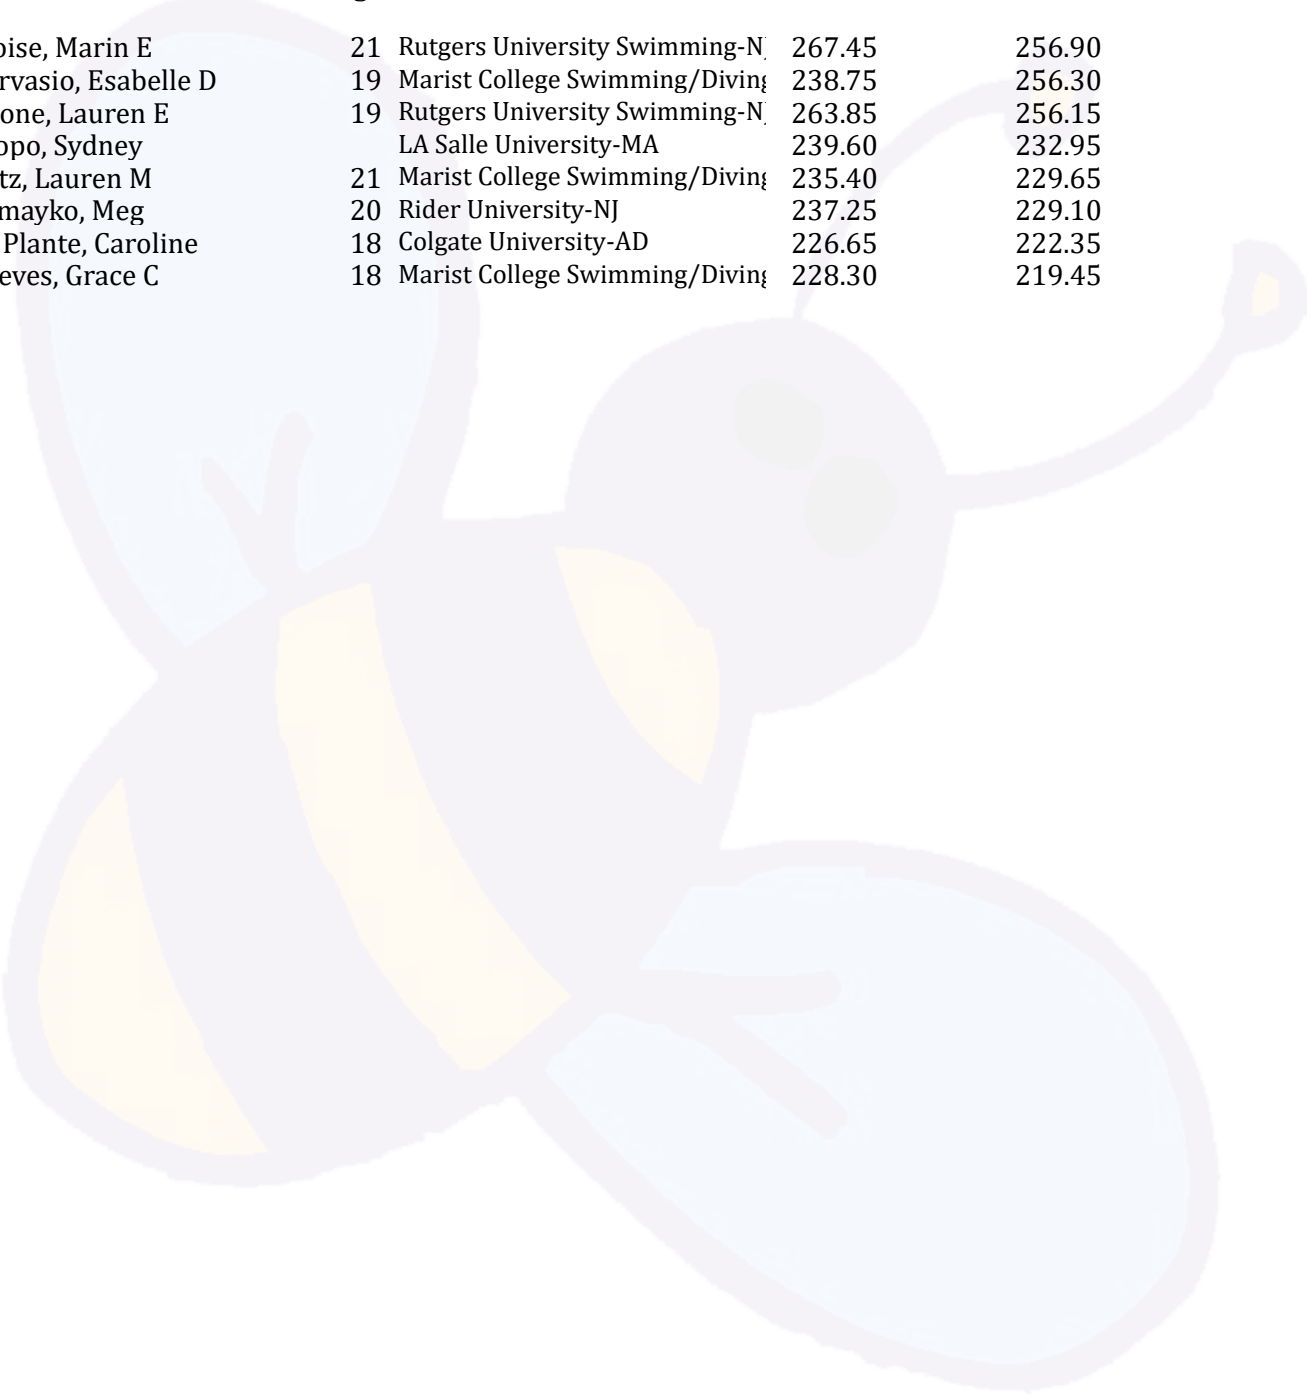 oise, Marin E 21 Rutgers University Swimming-NJ 267.45 256.90
rvasio, Esabelle D 19 Marist College Swimming/Diving 238.75 256.30
one, Lauren E 19 Rutgers University Swimming-NJ 263.85 256.15
opo, Sydney LA Salle University-MA 239.60 232.95
tz, Lauren M 21 Marist College Swimming/Diving 235.40 229.65
mayko, Meg 20 Rider University-NJ 237.25 229.10
Plante, Caroline 18 Colgate University-AD 226.65 222.35
eves, Grace C 18 Marist College Swimming/Diving 228.30 219.45